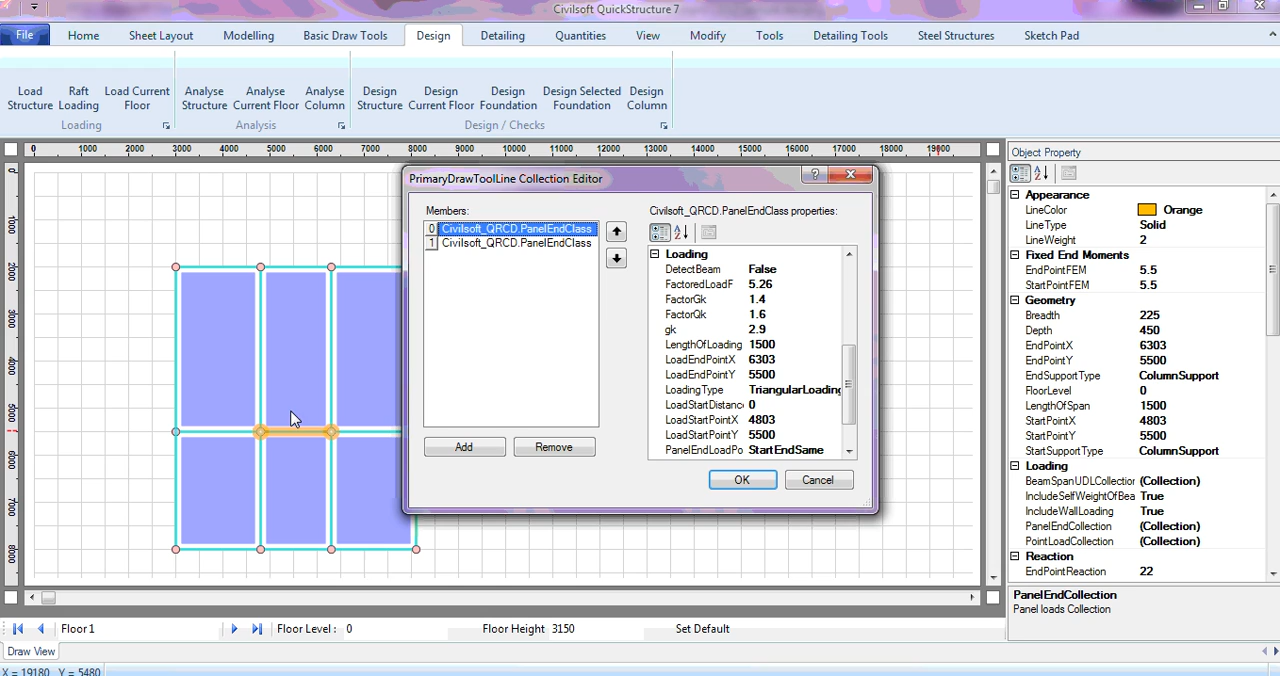 Civilsoft QuickStructure 7
File Home Sheet Layout Modelling Basic Draw Tools Design Detailing Quantities View Modify Tools Detailing Tools Steel Structures Sketch Pad
Load Structure
Raft Loading
Load Current Floor
Analyse Structure
Analyse Current Floor
Analyse Column
Design Structure
Design Current Floor
Design Foundation
Design Selected Foundation
Design Column
Loading Analysis Design / Checks
0 1000 2000 3000 4000 5000 6000 7000 8000 9000 10000 11000 12000 13000 14000 15000 16000 17000 18000 19000
0
1000
2000
3000
4000
5000
6000
7000
8000
PrimaryDrawToolLine Collection Editor
?
Members:
0 Civilsoft_QRCD.PanelEndClass
1 Civilsoft_QRCD.PanelEndClass
Add Remove
Civilsoft_QRCD.PanelEndClass properties:
Loading
DetectBeam False
FactoredLoadF 5.26
FactorGk 1.4
FactorQk 1.6
gk 2.9
LengthOfLoading 1500
LoadEndPointX 6303
LoadEndPointY 5500
LoadingType TriangularLoading
LoadStartDistanc 0
LoadStartPointX 4803
LoadStartPointY 5500
PanelEndLoadPo StartEndSame
OK Cancel
Object Property
Appearance
LineColor Orange
LineType Solid
LineWeight 2
Fixed End Moments
EndPointFEM 5.5
StartPointFEM 5.5
Geometry
Breadth 225
Depth 450
EndPointX 6303
EndPointY 5500
EndSupportType ColumnSupport
FloorLevel 0
LengthOfSpan 1500
StartPointX 4803
StartPointY 5500
StartSupportType ColumnSupport
Loading
BeamSpanUDLCollection (Collection)
IncludeSelfWeightOfBea True
IncludeWallLoading True
PanelEndCollection (Collection)
PointLoadCollection (Collection)
Reaction
EndPointReaction 22
PanelEndCollection
Panel loads Collection
Floor 1 Floor Level : 0 Floor Height 3150 Set Default
Draw View
X = 19180 Y = 5480